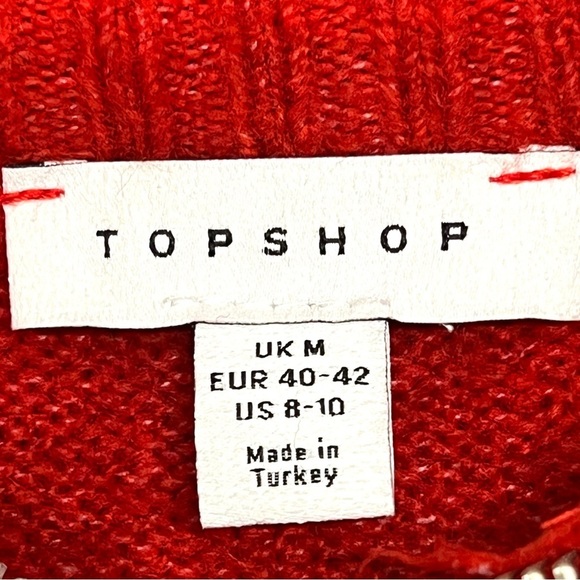 TOPSHOP
UK M
EUR 40-42
US 8-10
Made in
Turkey